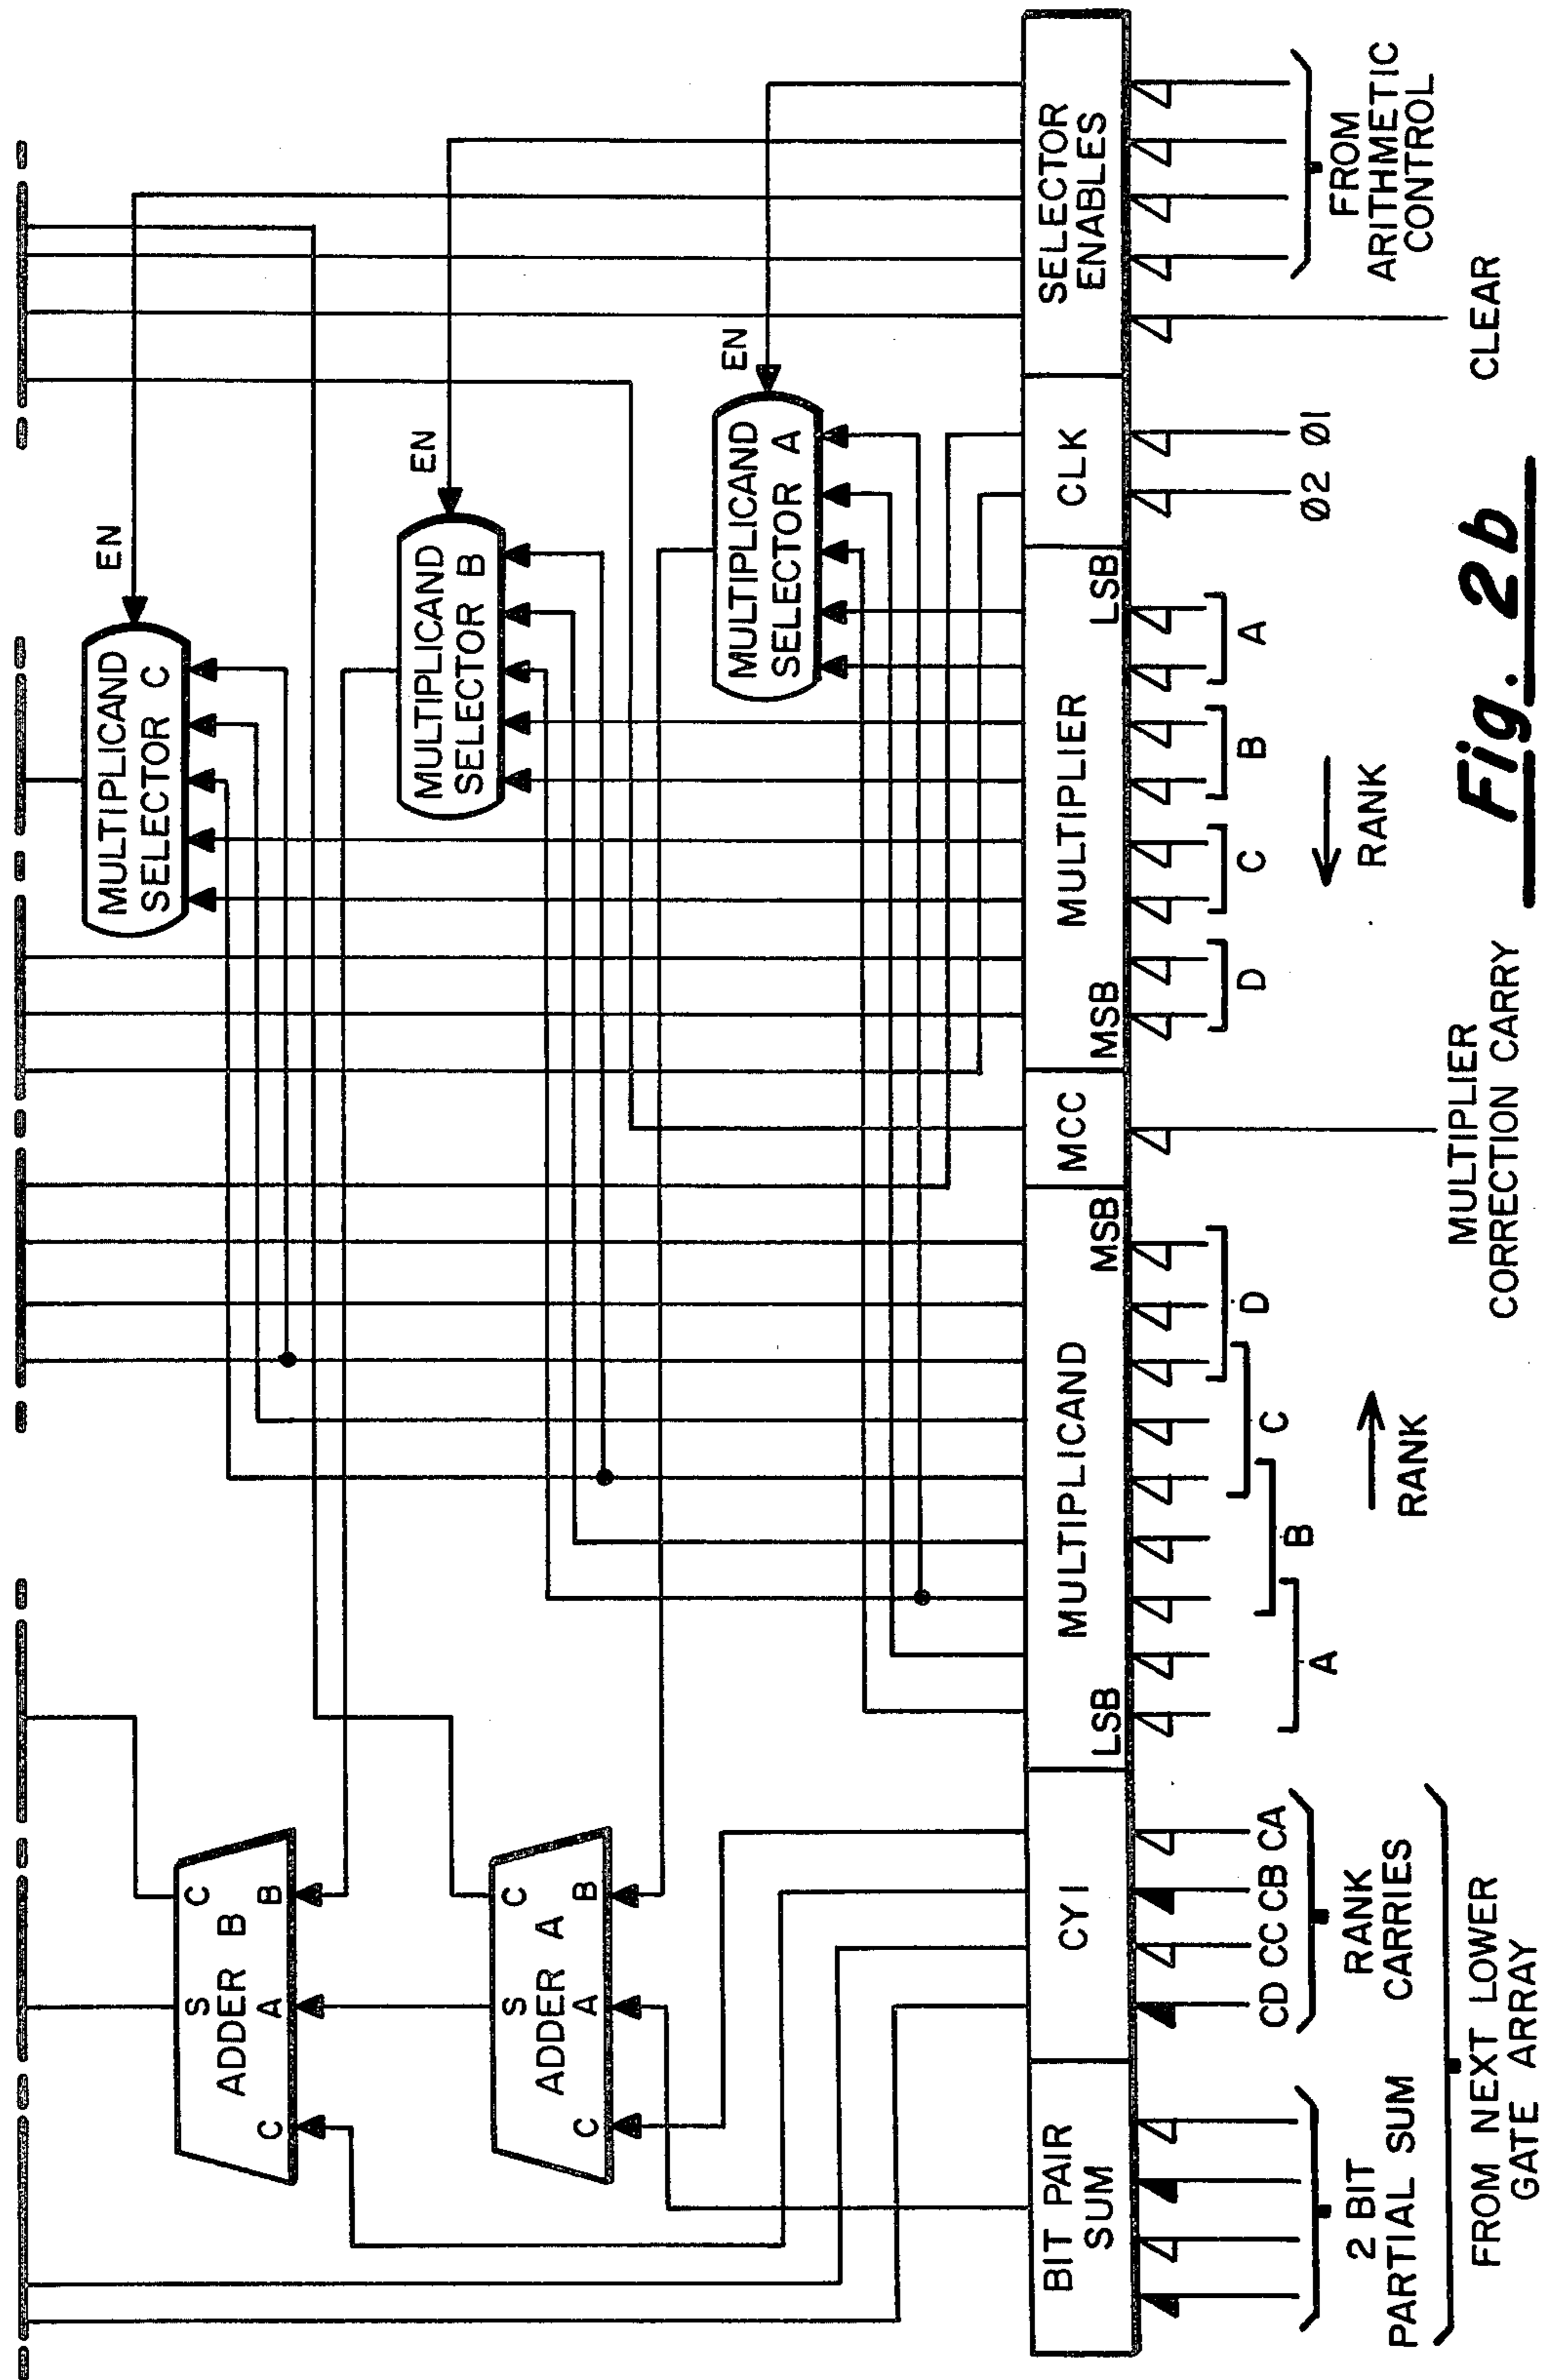 EN
MULTIPLICAND
SELECTOR C
EN
MULTIPLICAND
SELECTOR B
EN
MULTIPLICAND
SELECTOR A
S C
ADDER B
C A B
S C
ADDER A
C A B
BIT PAIR
SUM
CYI
LSB MULTIPLICAND MSB
MCC
MSB MULTIPLIER LSB
CLK
SELECTOR
ENABLES
2 BIT
PARTIAL SUM
CD CC CB CA
RANK
CARRIES
FROM NEXT LOWER
GATE ARRAY
A
B
C
D
RANK
MULTIPLIER
CORRECTION CARRY
D
C
B
A
RANK
Ø2 Ø1
CLEAR
FROM
ARITHMETIC
CONTROL
Fig. 2b